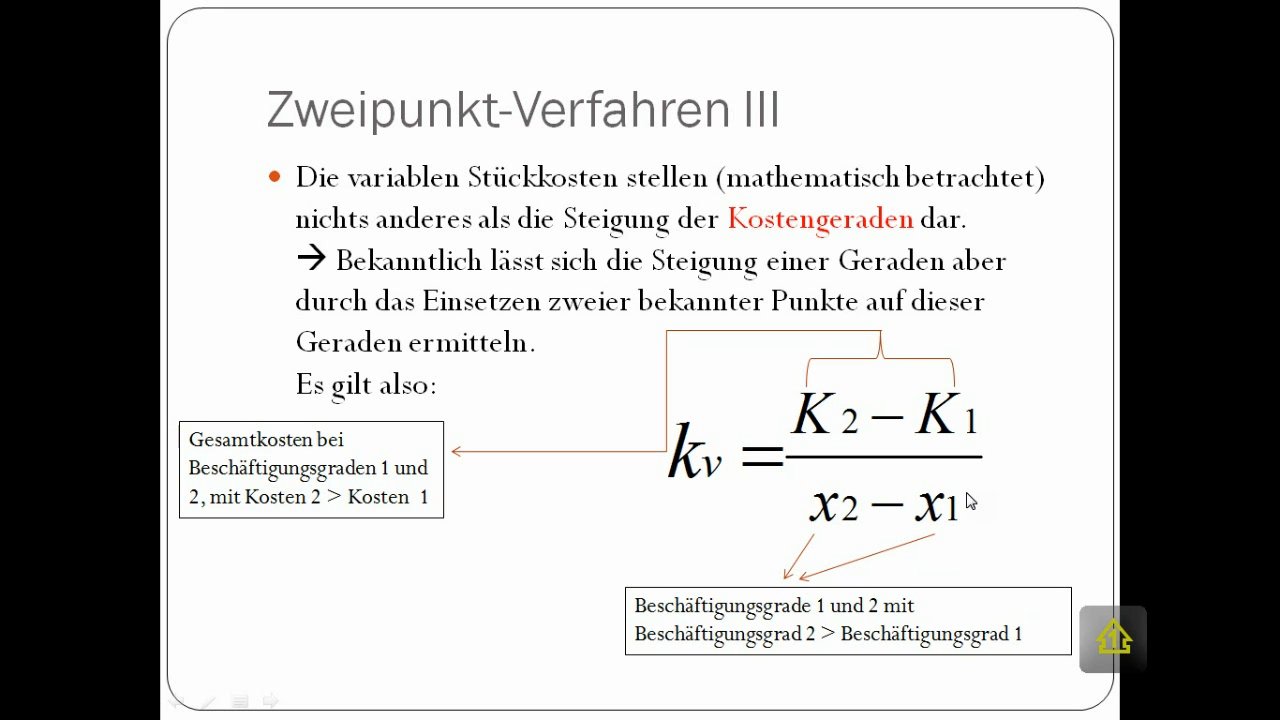 Zweipunkt-Verfahren III
• Die variablen Stückkosten stellen (mathematisch betrachtet)
nichts anderes als die Steigung der Kostengeraden dar.
→ Bekanntlich lässt sich die Steigung einer Geraden aber
durch das Einsetzen zweier bekannter Punkte auf dieser
Geraden ermitteln.
Es gilt also:
Gesamtkosten bei
Beschäftigungsgraden 1 und
2, mit Kosten 2 > Kosten 1
K 2 − K 1
kv =
x2 − x1
Beschäftigungsgrade 1 und 2 mit
Beschäftigungsgrad 2 > Beschäftigungsgrad 1
1